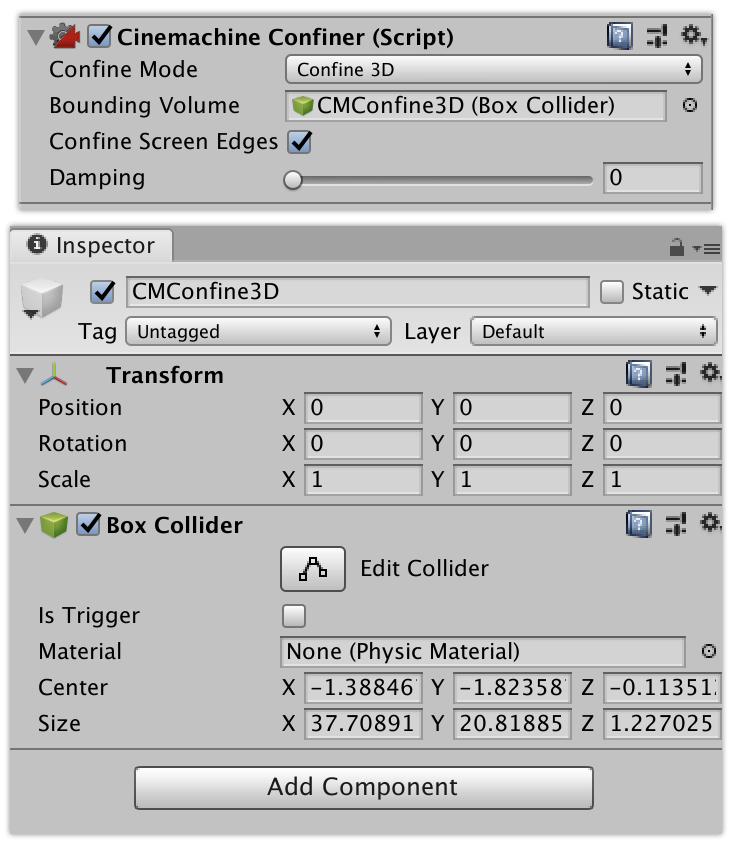 Cinemachine Confiner (Script)
Confine Mode Confine 3D
Bounding Volume CMConfine3D (Box Collider)
Confine Screen Edges
Damping 0
Inspector
CMConfine3D Static
Tag Untagged Layer Default
Transform
Position X 0 Y 0 Z 0
Rotation X 0 Y 0 Z 0
Scale X 1 Y 1 Z 1
Box Collider
Edit Collider
Is Trigger
Material None (Physic Material)
Center X -1.38846 Y -1.82358 Z -0.11351
Size X 37.70891 Y 20.81885 Z 1.227025
Add Component